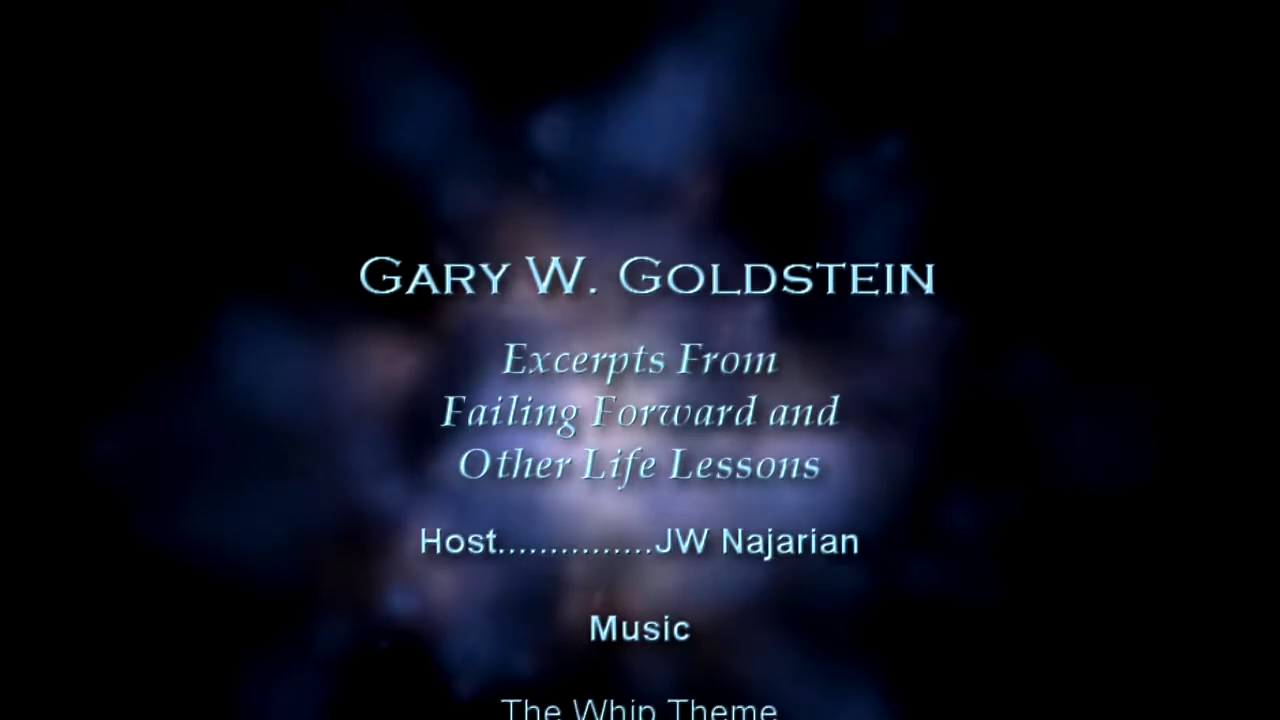 GARY W. GOLDSTEIN
Excerpts From
Failing Forward and
Other Life Lessons
Host...............JW Najarian
Music
The Whip Theme